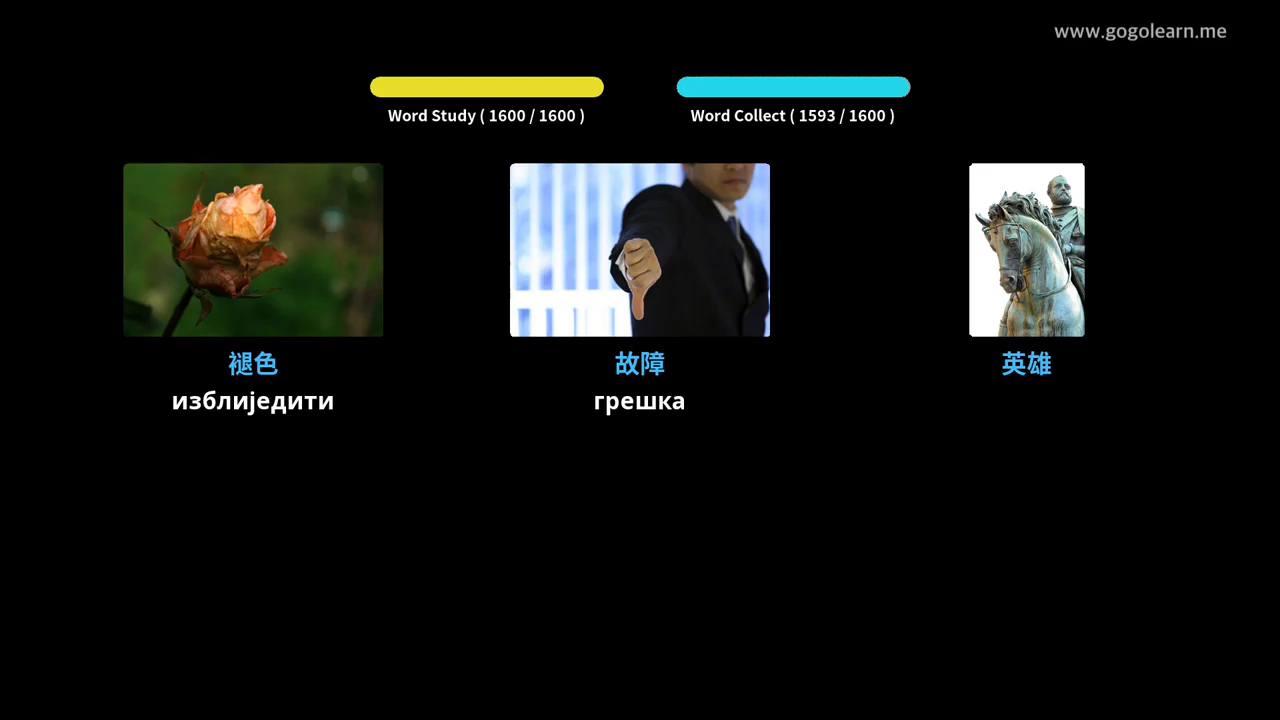 www.gogolearn.me
Word Study ( 1600 / 1600 )
Word Collect ( 1593 / 1600 )
褪色
故障
英雄
изблиједити
грешка